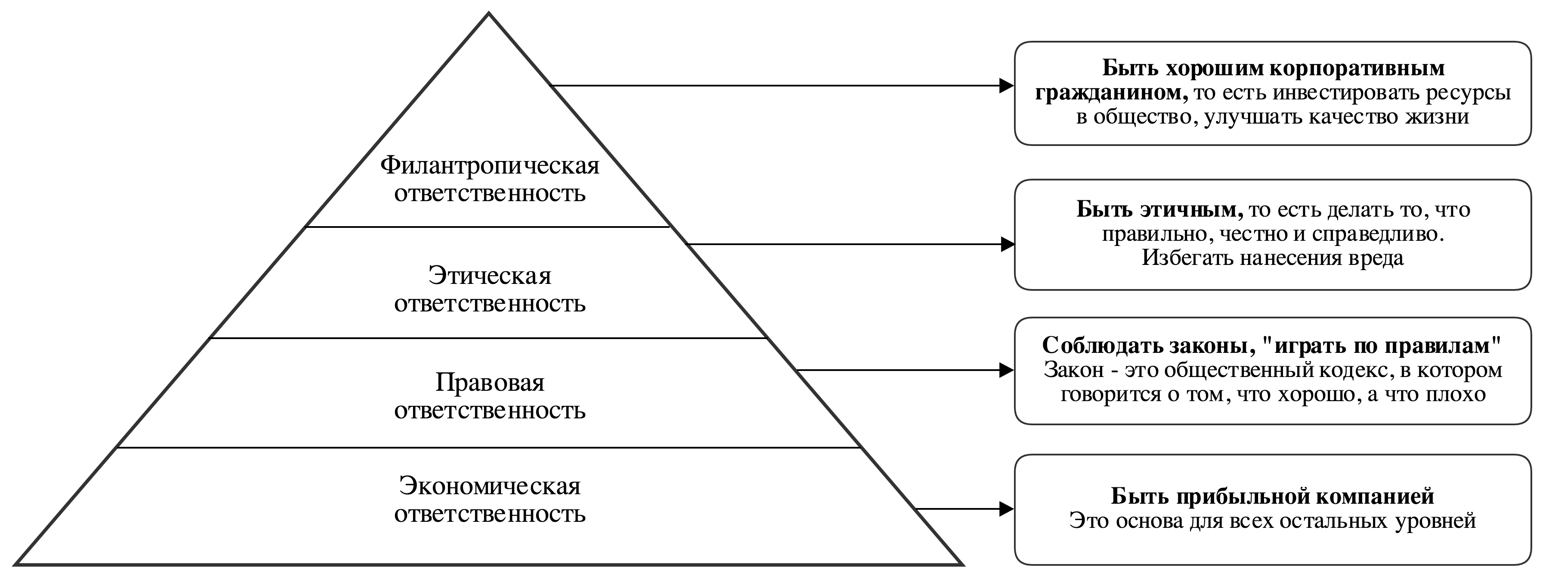 Филантропическая
ответственность
Быть хорошим корпоративным
гражданином, то есть инвестировать ресурсы
в общество, улучшать качество жизни
Этическая
ответственность
Быть этичным, то есть делать то, что
правильно, честно и справедливо.
Избегать нанесения вреда
Правовая
ответственность
Соблюдать законы, "играть по правилам"
Закон - это общественный кодекс, в котором
говорится о том, что хорошо, а что плохо
Экономическая
ответственность
Быть прибыльной компанией
Это основа для всех остальных уровней